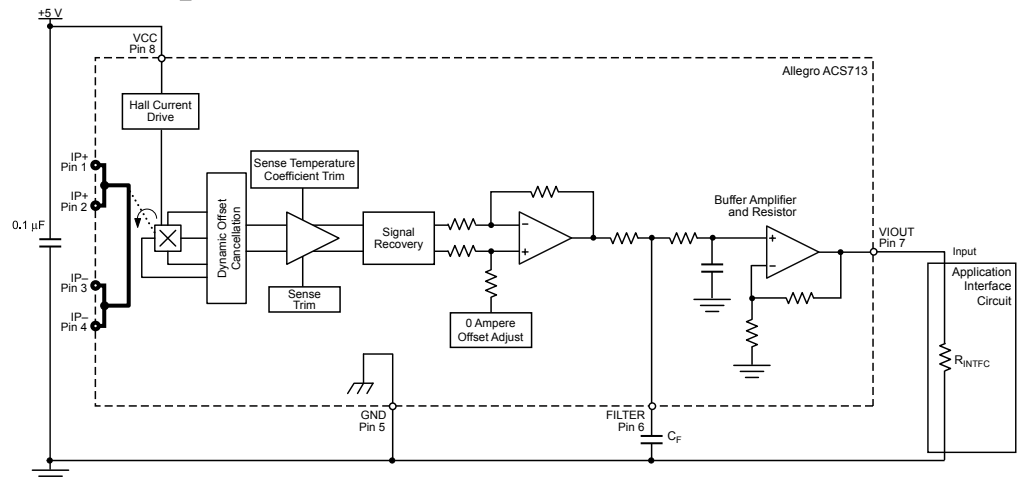 +5 V
VCC
Pin 8
Allegro ACS713
Hall Current
Drive
IP+
Pin 1
IP+
Pin 2
0.1 µF
IP–
Pin 3
IP–
Pin 4
Dynamic Offset
Cancellation
Sense Temperature
Coefficient Trim
Sense
Trim
Signal
Recovery
0 Ampere
Offset Adjust
Buffer Amplifier
and Resistor
VIOUT
Pin 7
Input
Application
Interface
Circuit
RINTFC
GND
Pin 5
FILTER
Pin 6
CF